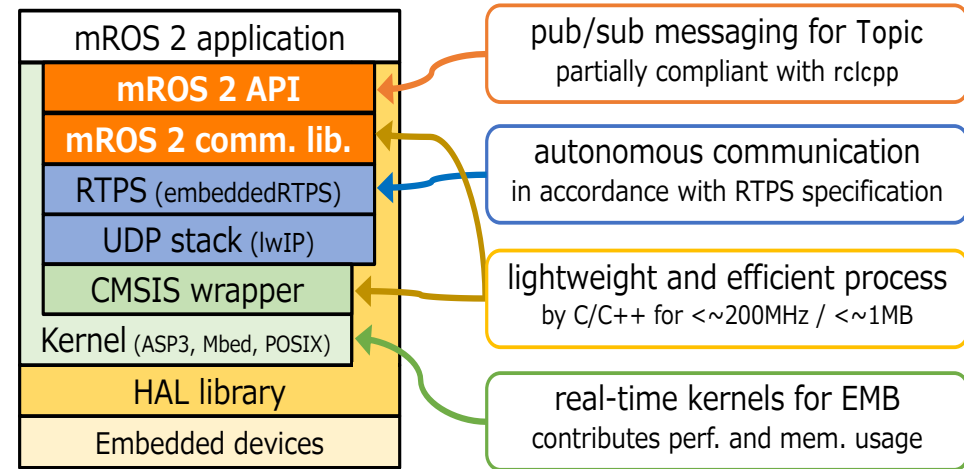 mROS 2 application
mROS 2 API
mROS 2 comm. lib.
RTPS (embeddedRTPS)
UDP stack (lwIP)
CMSIS wrapper
Kernel (ASP3, Mbed, POSIX)
HAL library
Embedded devices
pub/sub messaging for Topic
partially compliant with rclcpp
autonomous communication
in accordance with RTPS specification
lightweight and efficient process
by C/C++ for <~200MHz / <~1MB
real-time kernels for EMB
contributes perf. and mem. usage